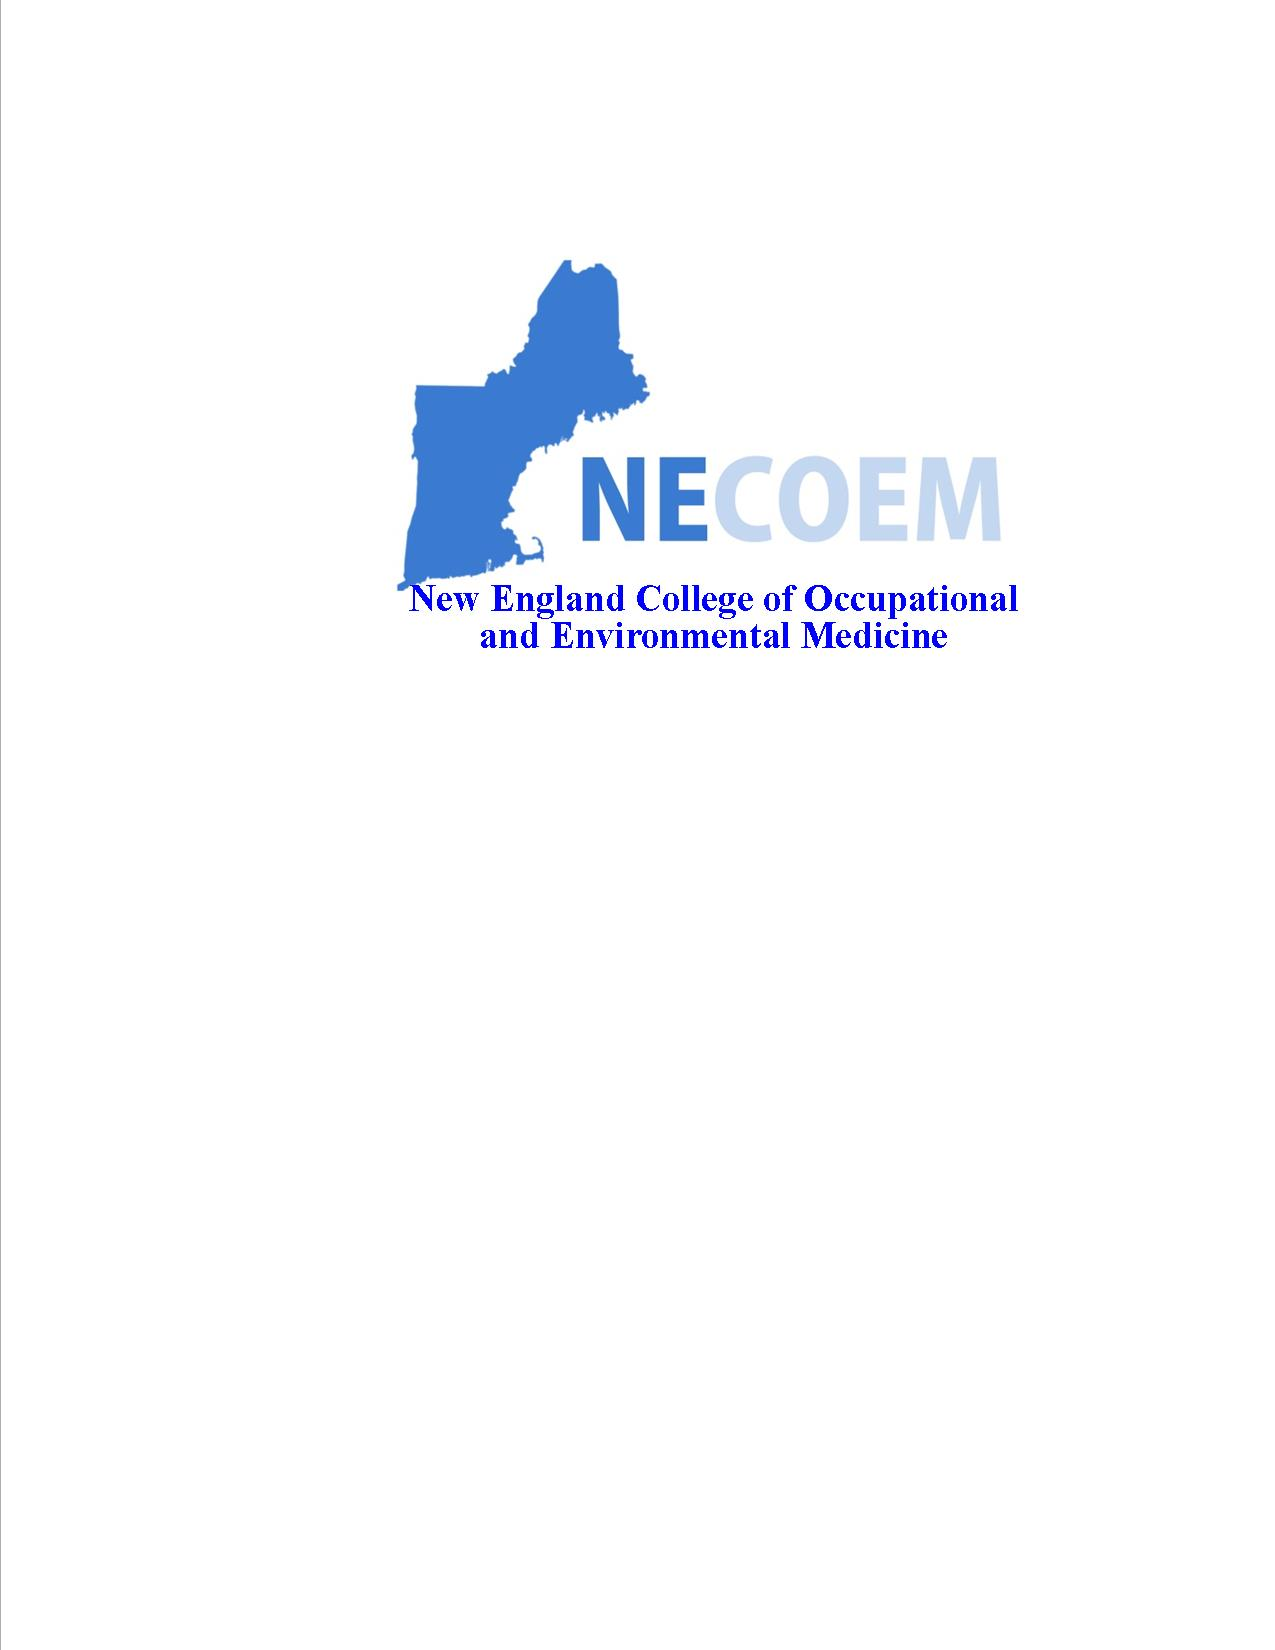 NECOEM
New England College of Occupational
and Environmental Medicine